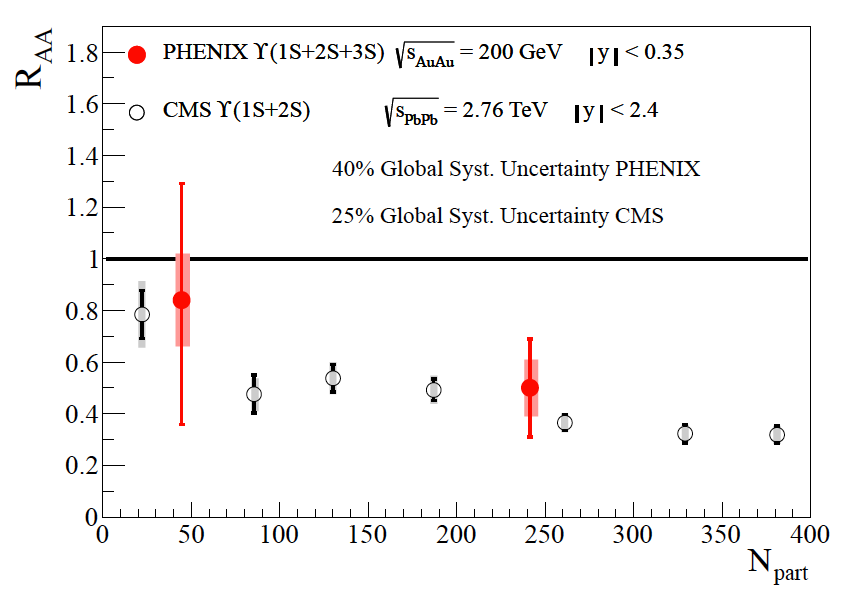 R_AA
1.8
1.6
1.4
1.2
1
0.8
0.6
0.4
0.2
0
PHENIX ϒ(1S+2S+3S) √s_AuAu = 200 GeV |y| < 0.35
CMS ϒ(1S+2S) √s_PbPb = 2.76 TeV |y| < 2.4
40% Global Syst. Uncertainty PHENIX
25% Global Syst. Uncertainty CMS
0 50 100 150 200 250 300 350 400
N_part